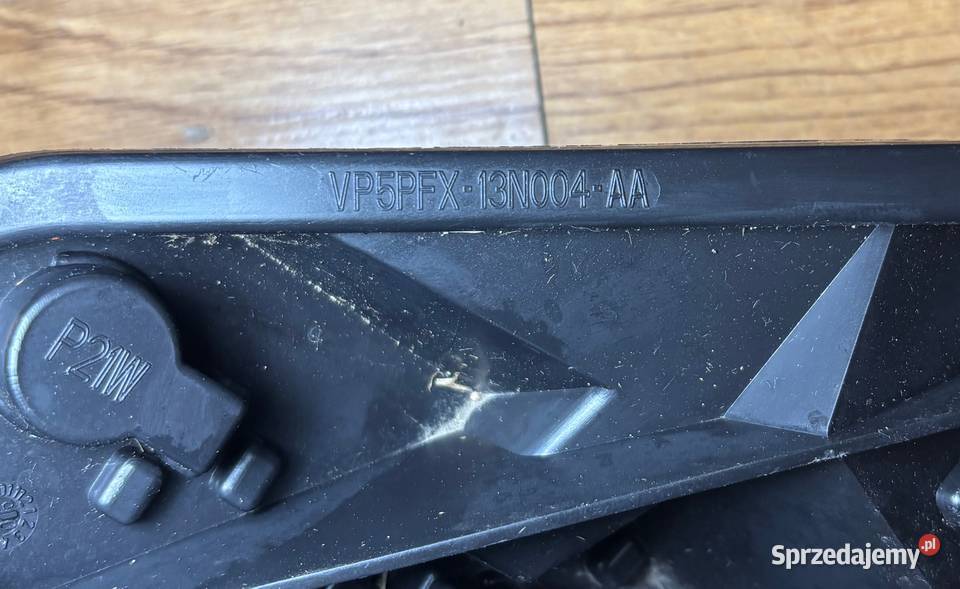 VP5PFX-13N004-AA
P21W
Sprzedajemy.pl